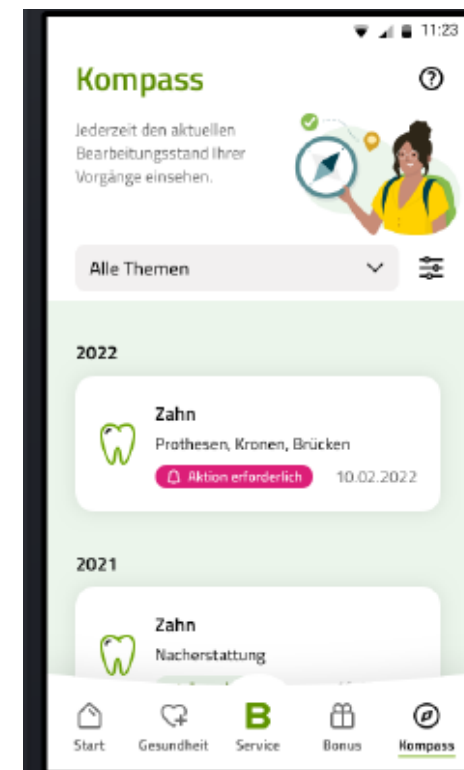 11:23
Kompass
Jederzeit den aktuellen
Bearbeitungsstand Ihrer
Vorgänge einsehen.
Alle Themen
2022
Zahn
Prothesen, Kronen, Brücken
Aktion erforderlich 10.02.2022
2021
Zahn
Nacherstattung
B
Start Gesundheit Service Bonus Kompass